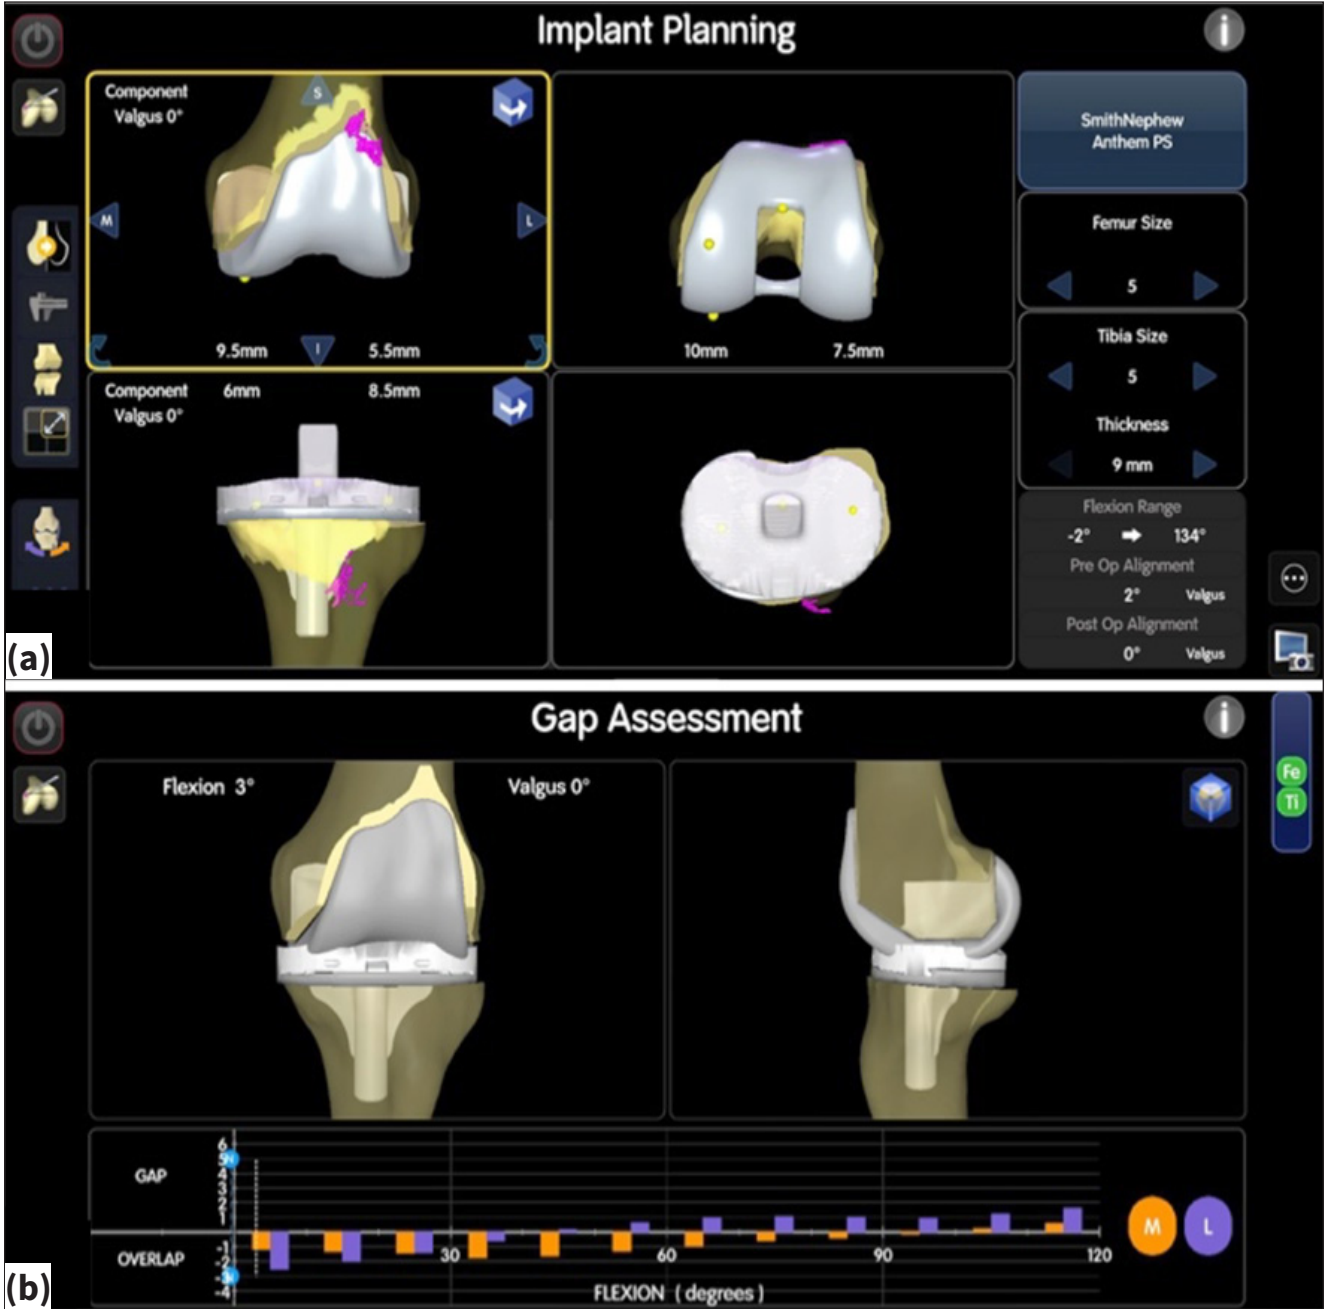 Implant Planning
i
Component
Valgus 0°
S
M
L
9.5mm
I
5.5mm
10mm
7.5mm
SmithNephew
Anthem PS
Femur Size
5
Tibia Size
5
Thickness
9 mm
Component
Valgus 0°
6mm
8.5mm
Flexion Range
-2°
134°
Pre Op Alignment
2°
Valgus
Post Op Alignment
0°
Valgus
(a)
Gap Assessment
i
Fe
Ti
Flexion 3°
Valgus 0°
GAP
6
5
4
3
2
1
OVERLAP
-1
-2
-3
-4
30
60
90
120
FLEXION ( degrees )
M
L
(b)